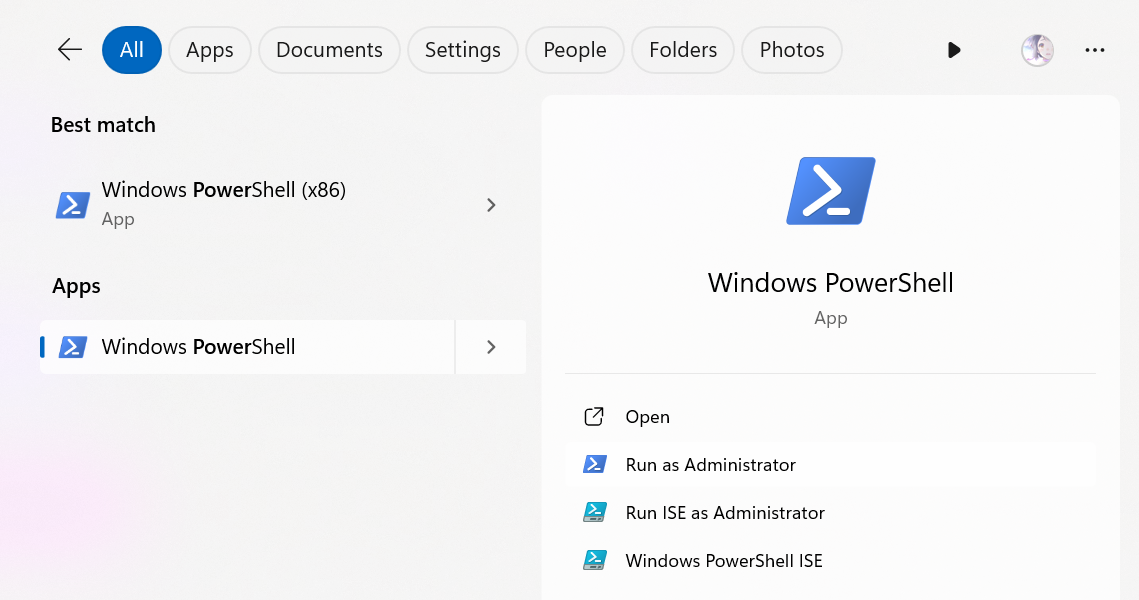 All Apps Documents Settings People Folders Photos
Best match
Windows PowerShell (x86)
App
Apps
Windows PowerShell
Windows PowerShell
App
Open
Run as Administrator
Run ISE as Administrator
Windows PowerShell ISE